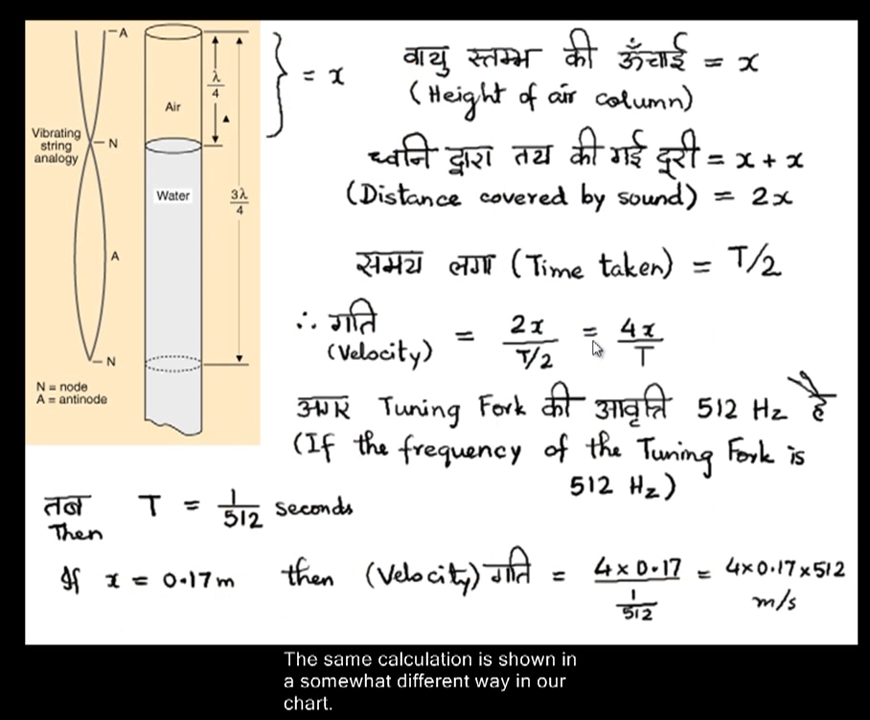 A
λ/4
Air
Vibrating
string
analogy
N
Water
3λ/4
A
N
N = node
A = antinode
= x
वायु स्तम्भ की ऊँचाई = x
(Height of air column)
ध्वनि द्वारा तय की गई दूरी = x + x
(Distance covered by sound) = 2x
समय लगा (Time taken) = T/2
∴ गति (Velocity) = 2x / T/2 = 4x / T
अगर Tuning Fork की आवृत्ति 512 Hz है
(If the frequency of the Tuning Fork is
512 Hz)
तब Then T = 1/512 seconds
If x = 0.17m then (Velocity) गति = 4 x 0.17 / 1/512 = 4x0.17x512
m/s
The same calculation is shown in
a somewhat different way in our
chart.